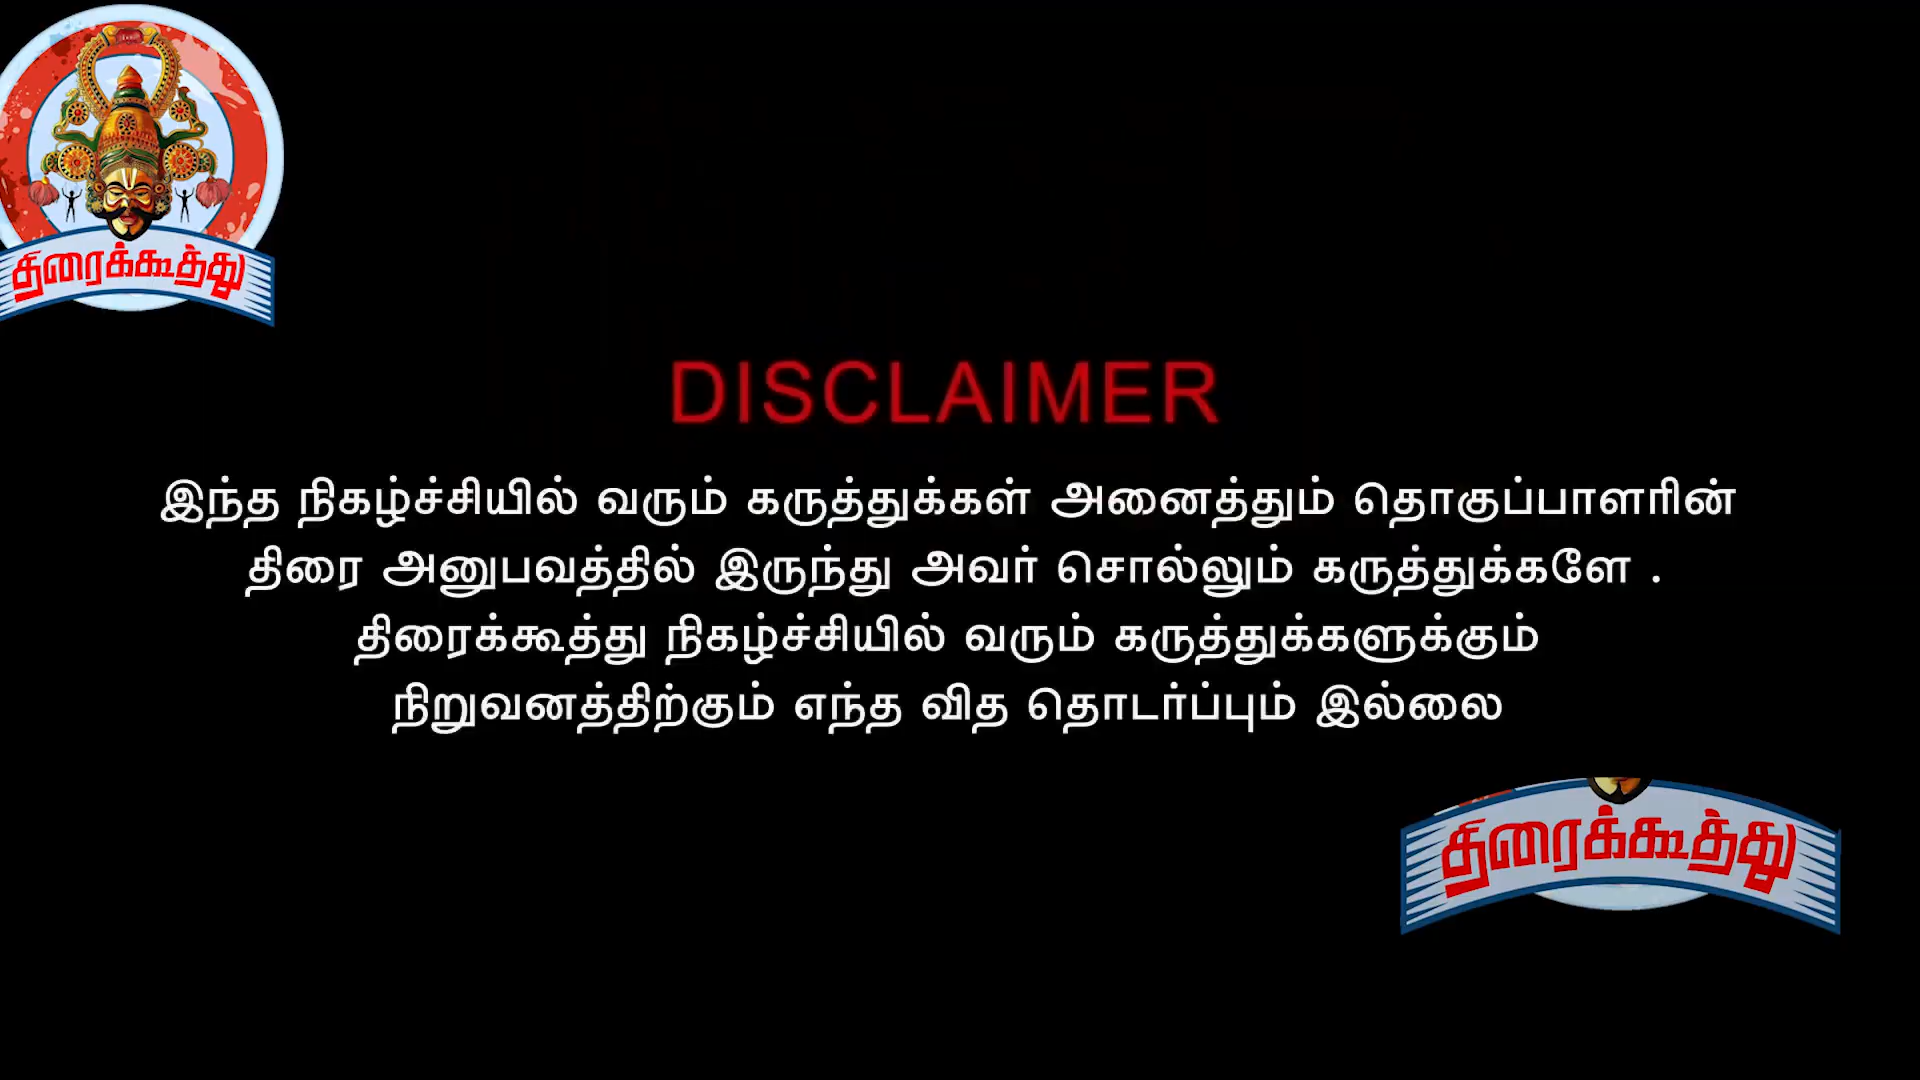 திரைக்கூத்து
DISCLAIMER
இந்த நிகழ்ச்சியில் வரும் கருத்துக்கள் அனைத்தும் தொகுப்பாளரின்
திரை அனுபவத்தில் இருந்து அவர் சொல்லும் கருத்துக்களே .
திரைக்கூத்து நிகழ்ச்சியில் வரும் கருத்துக்களுக்கும்
நிறுவனத்திற்கும் எந்த வித தொடர்ப்பும் இல்லை
திரைக்கூத்து